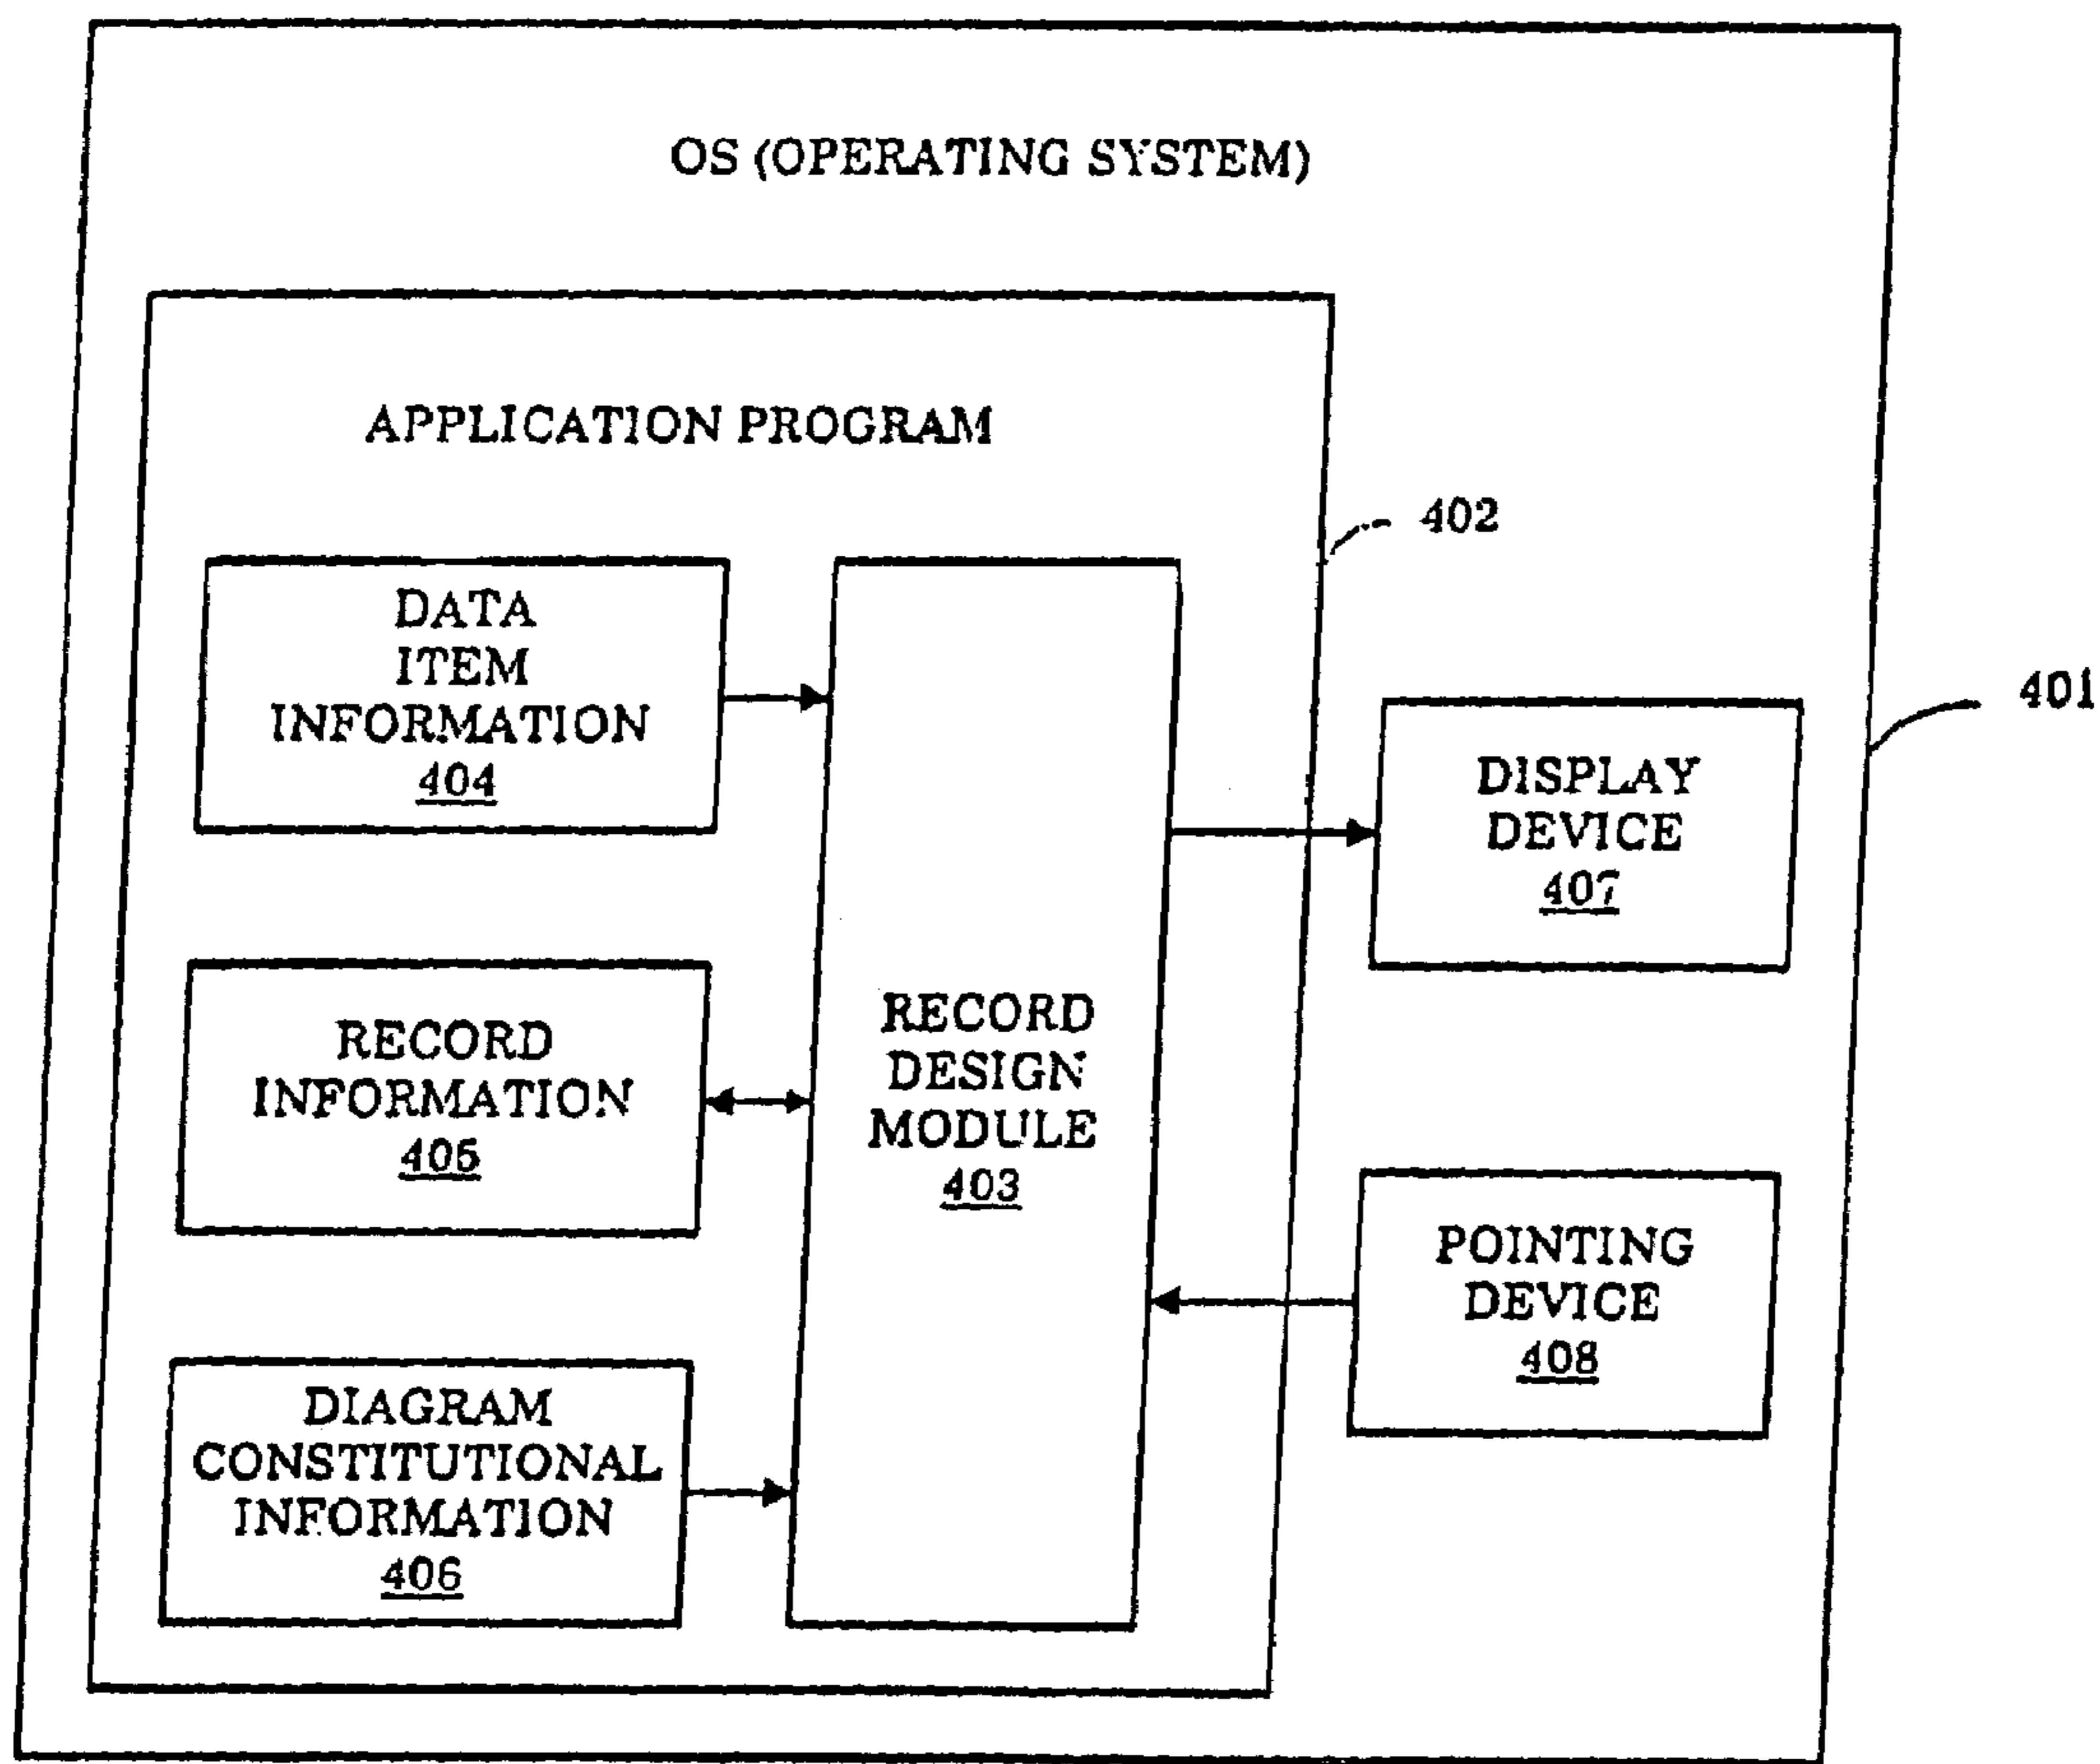 OS (OPERATING SYSTEM)
APPLICATION PROGRAM
402
DATA
ITEM
INFORMATION
404
401
DISPLAY
DEVICE
407
RECORD
INFORMATION
405
RECORD
DESIGN
MODULE
403
POINTING
DEVICE
408
DIAGRAM
CONSTITUTIONAL
INFORMATION
406